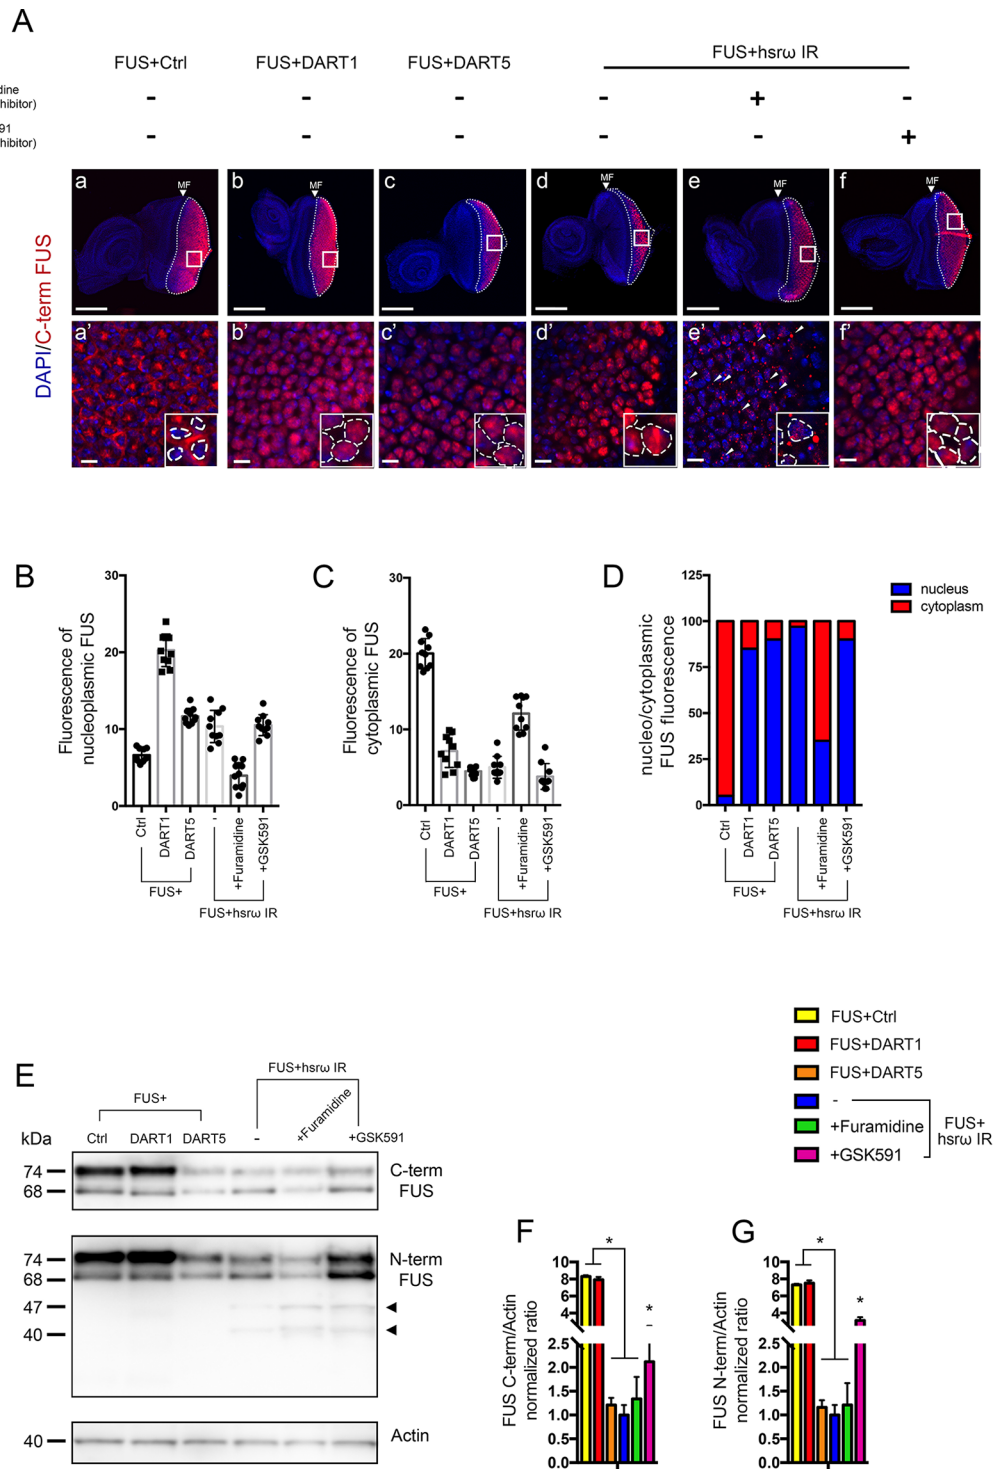 A
FUS+Ctrl
FUS+DART1
FUS+DART5
FUS+hsrω IR
dine
hibitor)
- - - - + -
91
hibitor)
- - - - - +
a b c d e f
MF MF MF MF MF
DAPI/C-term FUS
a' b' c' d' e' f'
B
Fluorescence of
nucleoplasmic FUS
30
20
10
0
Ctrl
DART1
DART5
-
+Furamidine
+GSK591
FUS+
FUS+hsrω IR
C
Fluorescence of
cytoplasmic FUS
30
20
10
0
Ctrl
DART1
DART5
-
+Furamidine
+GSK591
FUS+
FUS+hsrω IR
D
nucleo/cytoplasmic
FUS fluorescence
125
100
75
50
25
0
Ctrl
DART1
DART5
-
+Furamidine
+GSK591
FUS+
FUS+hsrω IR
nucleus
cytoplasm
E
FUS+hsrω IR
FUS+
kDa
Ctrl
DART1
DART5
-
+Furamidine
+GSK591
74
68
C-term
FUS
74
68
47
40
N-term
FUS
40
Actin
FUS+Ctrl
FUS+DART1
FUS+DART5
-
+Furamidine
+GSK591
FUS+
hsrω IR
F
FUS C-term/Actin
normalized ratio
10
8
6
4
2.5
2.0
1.5
1.0
0.5
0.0
*
*
G
FUS N-term/Actin
normalized ratio
10
8
6
4
2.5
2.0
1.5
1.0
0.5
0.0
*
*